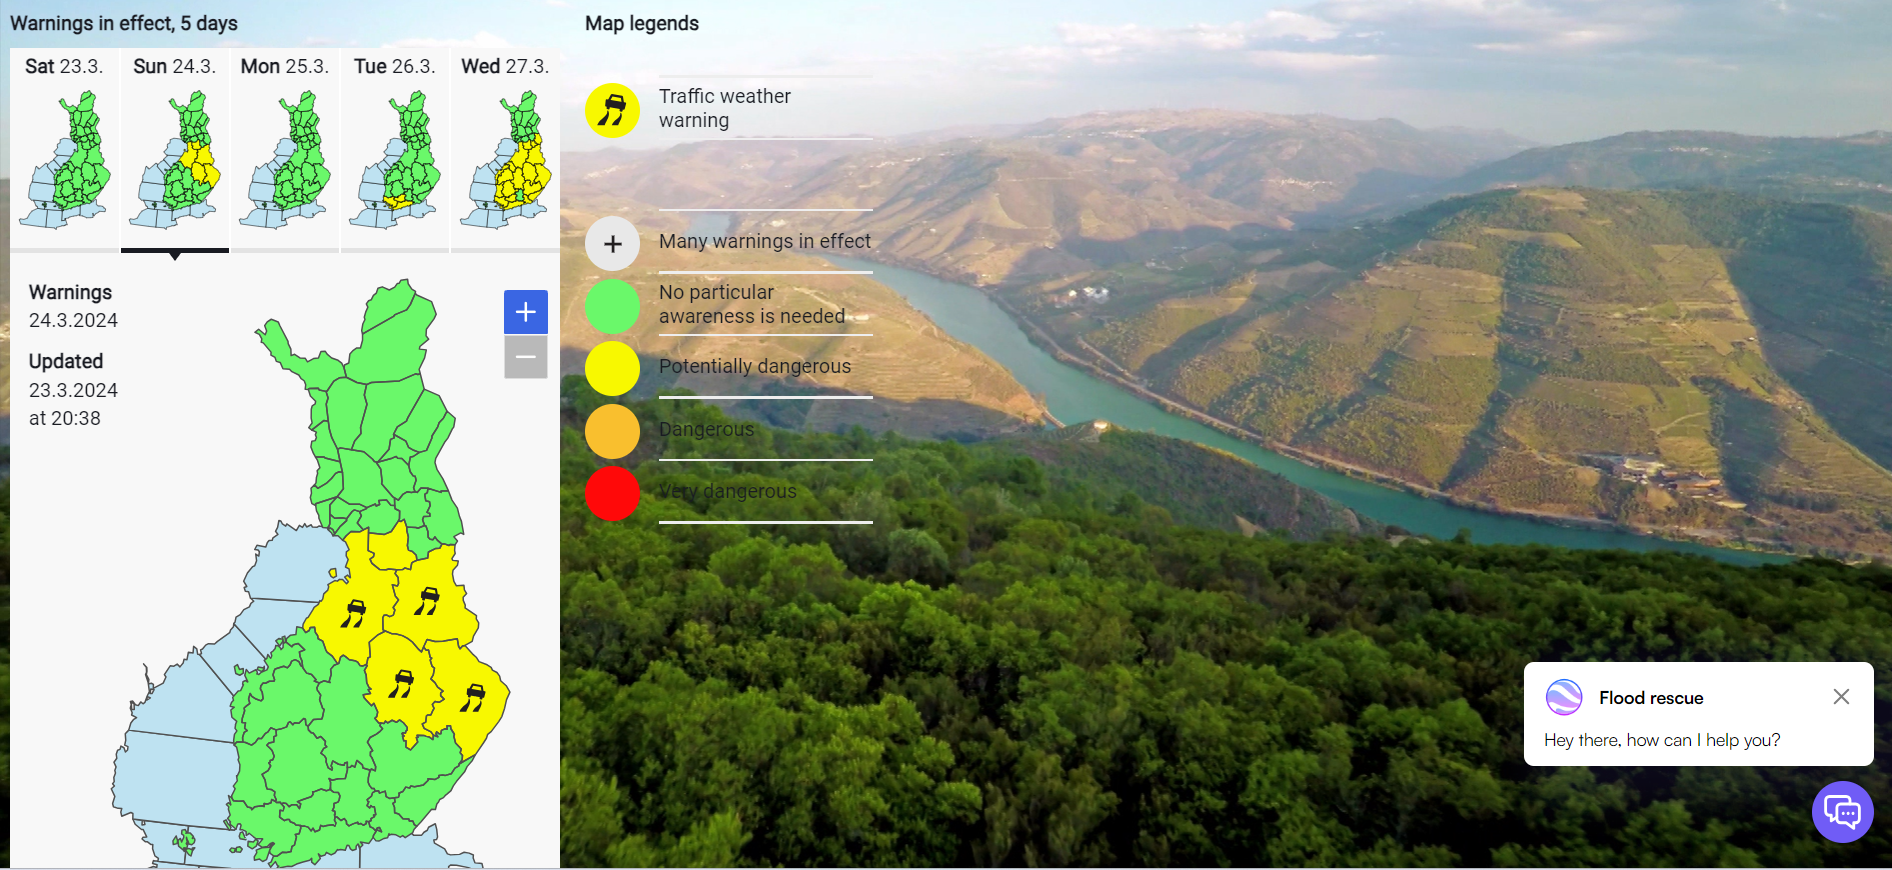 Warnings in effect, 5 days
Sat 23.3.
Sun 24.3.
Mon 25.3.
Tue 26.3.
Wed 27.3.
Warnings
24.3.2024
Updated
23.3.2024
at 20:38
+
−
Map legends
Traffic weather
warning
+
Many warnings in effect
No particular
awareness is needed
Potentially dangerous
Dangerous
Very dangerous
Flood rescue
Hey there, how can I help you?